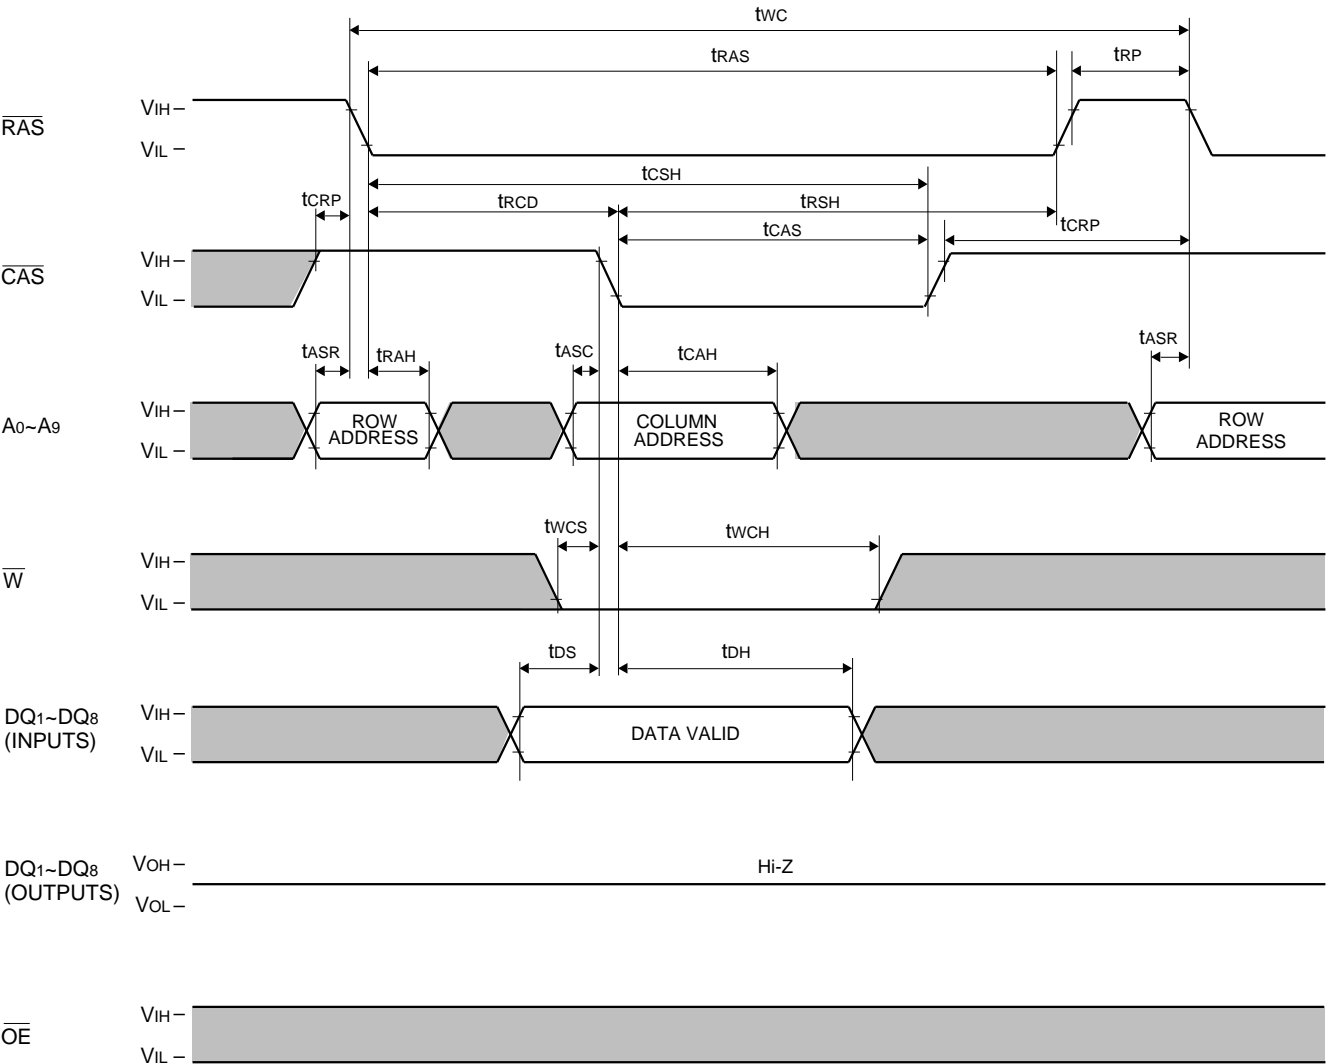 tWC
tRAS
tRP
RAS
VIH –
VIL –
tCSH
tCRP
tRCD
tRSH
tCAS
tCRP
CAS
VIH –
VIL –
tASR
tRAH
tASC
tCAH
tASR
A0~A9
VIH –
VIL –
ROW
ADDRESS
COLUMN
ADDRESS
ROW
ADDRESS
tWCS
tWCH
W
VIH –
VIL –
tDS
tDH
DQ1~DQ8
(INPUTS)
VIH –
VIL –
DATA VALID
DQ1~DQ8
(OUTPUTS)
VOH –
VOL –
Hi-Z
OE
VIH –
VIL –